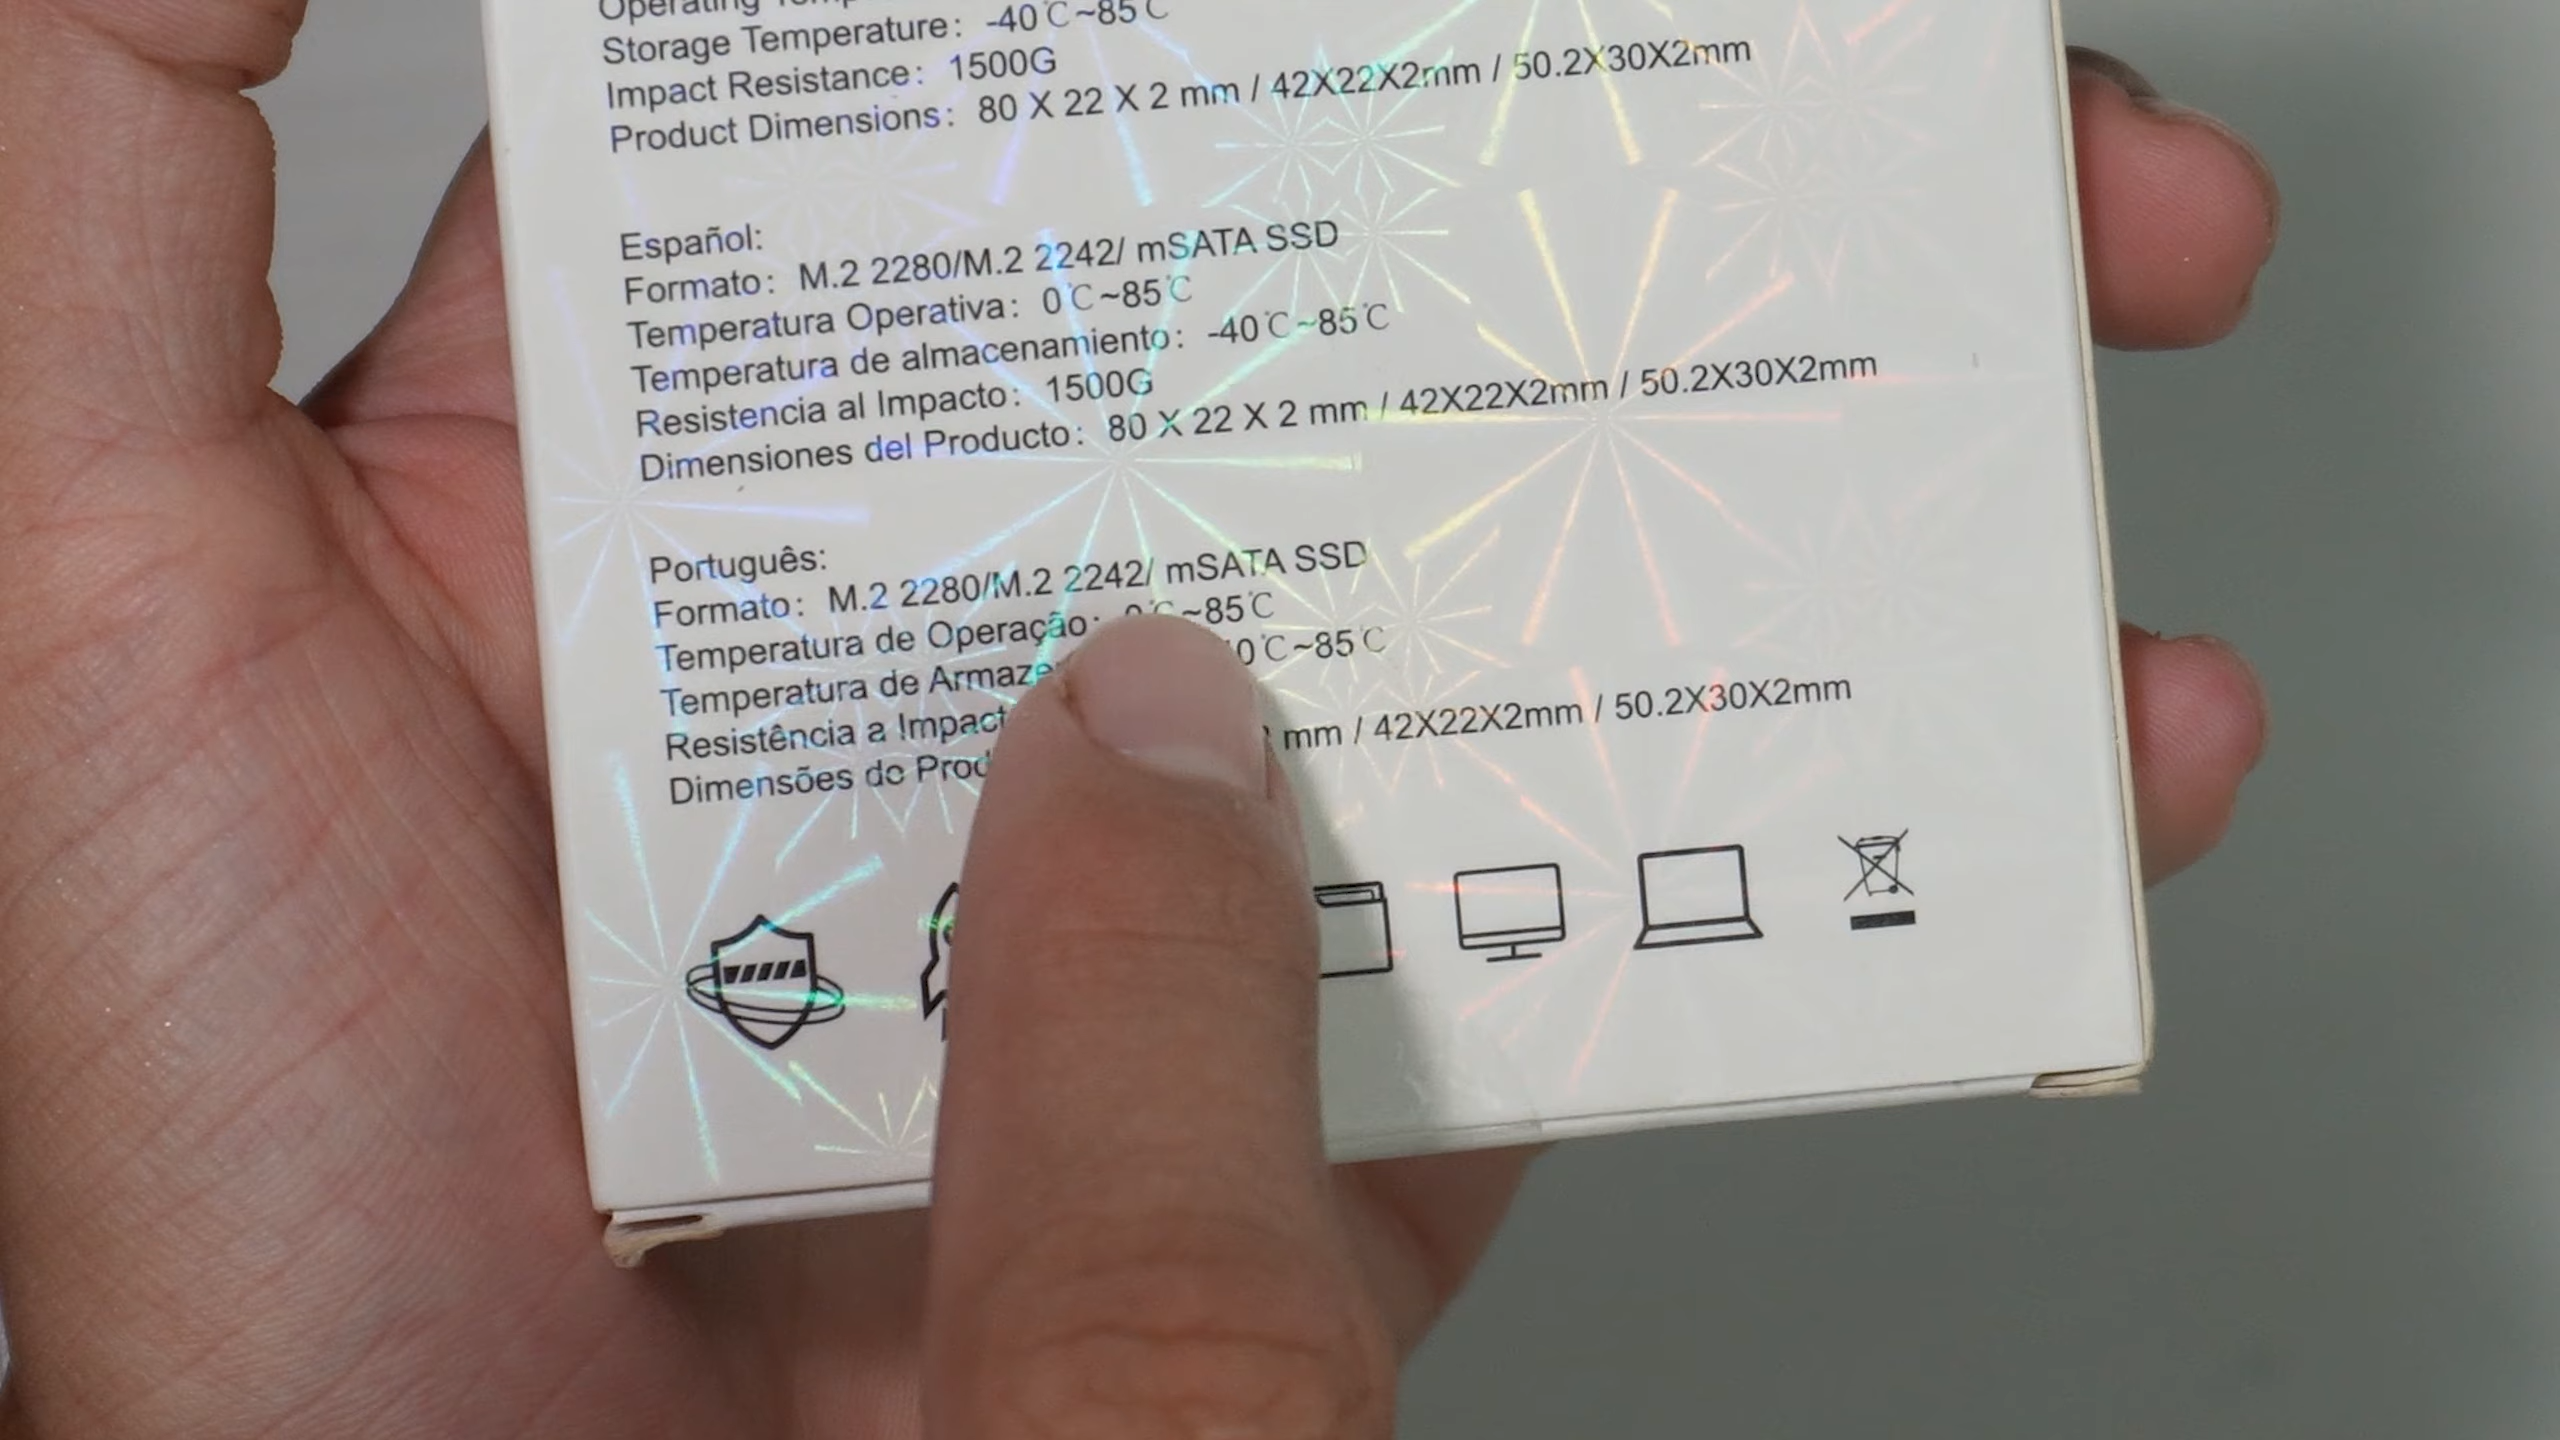 Operating
Storage Temperature: -40℃~85℃
Impact Resistance: 1500G
Product Dimensions: 80 X 22 X 2 mm / 42X22X2mm / 50.2X30X2mm
Español:
Formato: M.2 2280/M.2 2242/ mSATA SSD
Temperatura Operativa: 0℃~85℃
Temperatura de almacenamiento: -40℃~85℃
Resistencia al Impacto: 1500G
Dimensiones del Producto: 80 X 22 X 2 mm / 42X22X2mm / 50.2X30X2mm
Português:
Formato: M.2 2280/M.2 2242/ mSATA SSD
Temperatura de Operação: 0℃~85℃
Temperatura de 0℃~85℃
Resistência a
Dimensões do mm / 42X22X2mm / 50.2X30X2mm